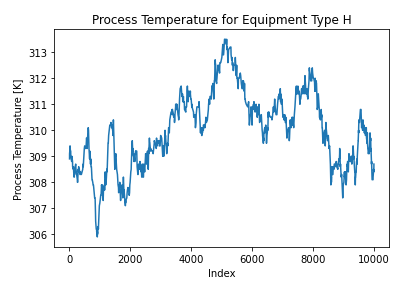 Process Temperature for Equipment Type H
Process Temperature [K]
313
312
311
310
309
308
307
306
0 2000 4000 6000 8000 10000
Index